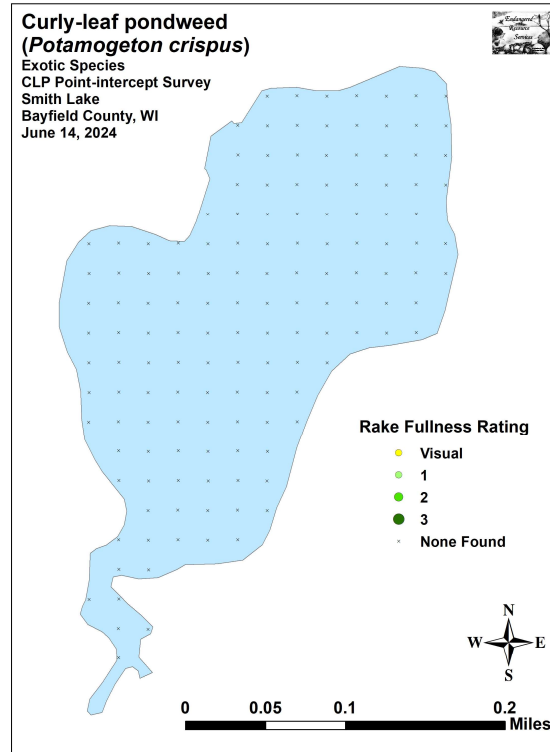 Curly-leaf pondweed
(Potamogeton crispus)
Exotic Species
CLP Point-intercept Survey
Smith Lake
Bayfield County, WI
June 14, 2024
Endangered
Resource
Services
Rake Fullness Rating
Visual
1
2
3
None Found
N
W E
S
0 0.05 0.1 0.2
Miles